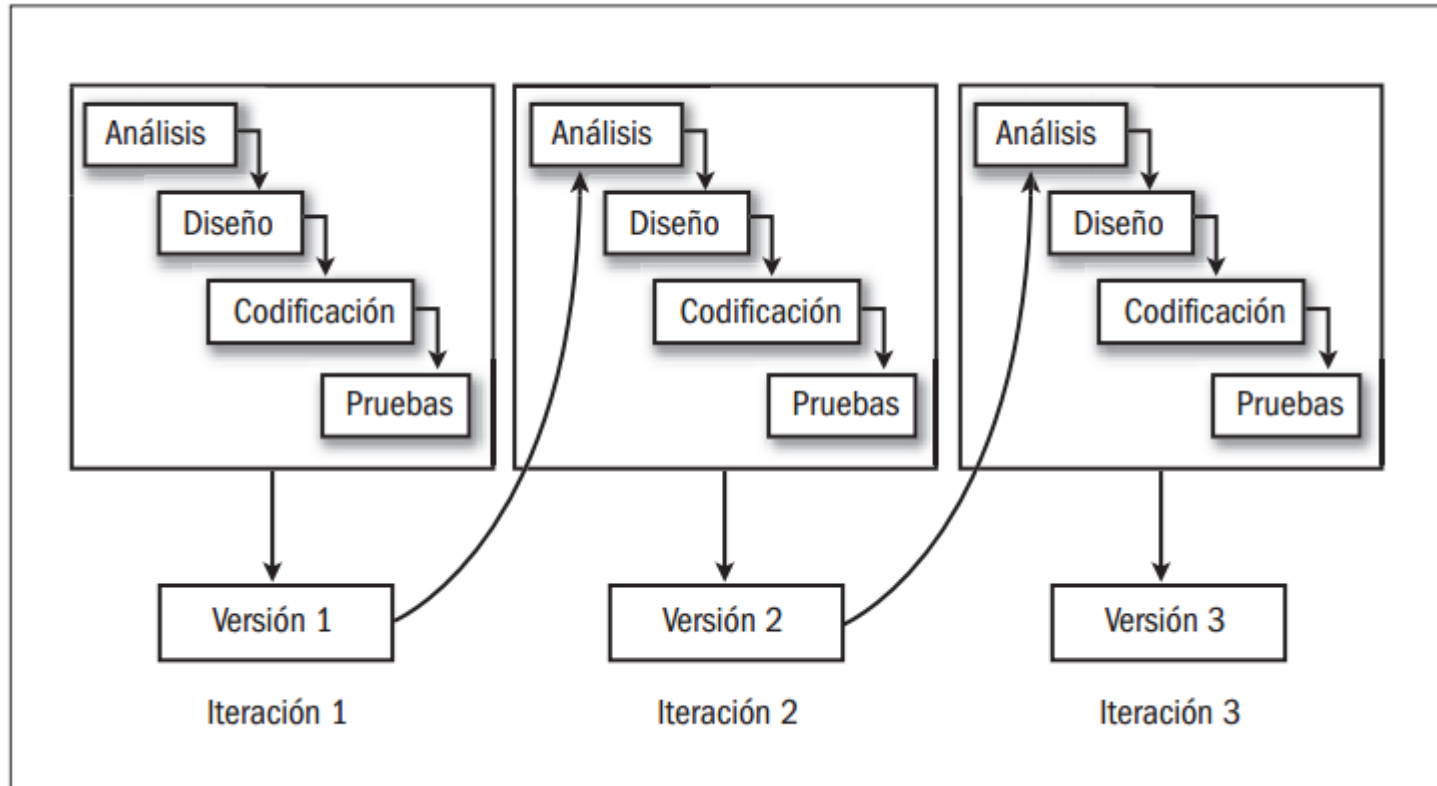 Análisis
Diseño
Codificación
Pruebas
Versión 1
Iteración 1
Análisis
Diseño
Codificación
Pruebas
Versión 2
Iteración 2
Análisis
Diseño
Codificación
Pruebas
Versión 3
Iteración 3